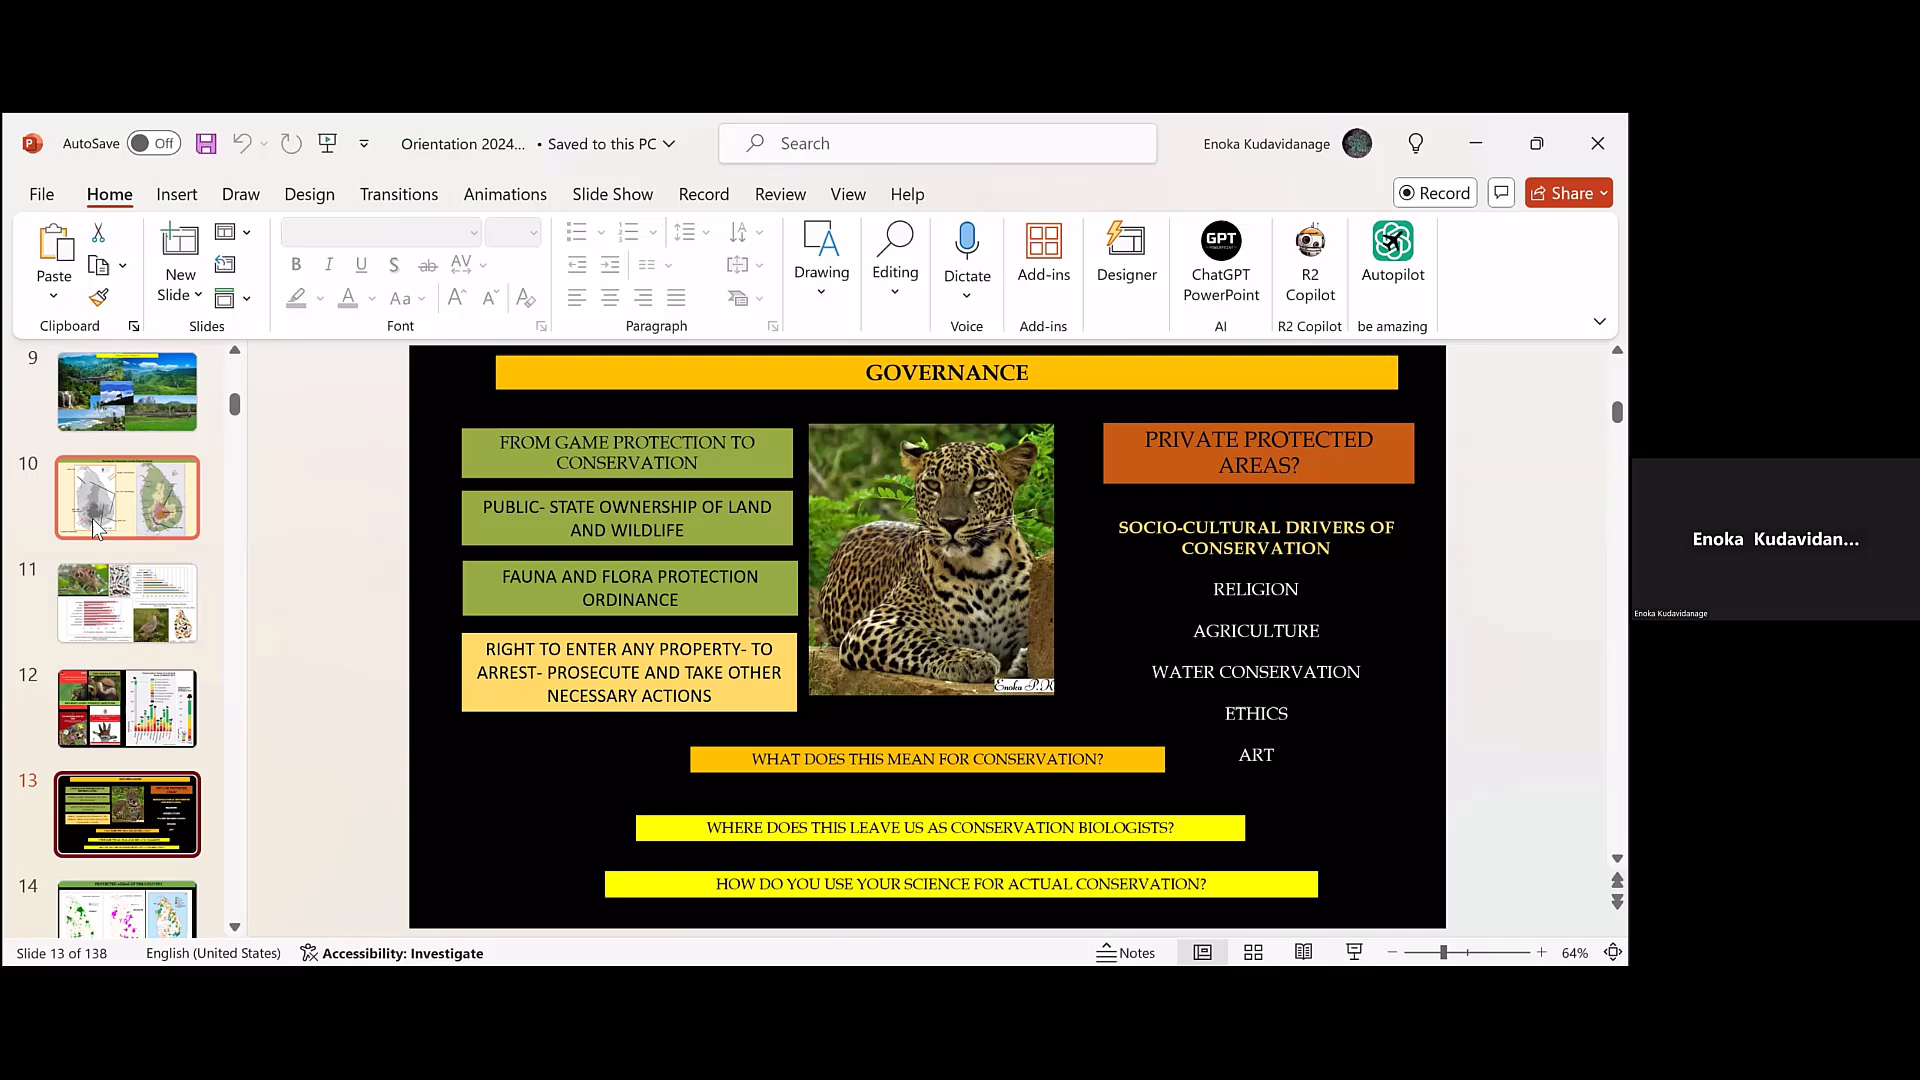 AutoSave
Off
Orientation 2024... • Saved to this PC
Search
Enoka Kudavidanage
File
Home
Insert
Draw
Design
Transitions
Animations
Slide Show
Record
Review
View
Help
Record
Share
Paste
New
Slide
Drawing
Editing
Dictate
Add-ins
Designer
ChatGPT
PowerPoint
R2
Copilot
Autopilot
GPT
Clipboard
Slides
Font
Paragraph
Voice
Add-ins
AI
R2 Copilot
be amazing
9
10
11
12
13
14
GOVERNANCE
FROM GAME PROTECTION TO
CONSERVATION
PUBLIC- STATE OWNERSHIP OF LAND
AND WILDLIFE
FAUNA AND FLORA PROTECTION
ORDINANCE
RIGHT TO ENTER ANY PROPERTY- TO
ARREST- PROSECUTE AND TAKE OTHER
NECESSARY ACTIONS
Enoka P.K
PRIVATE PROTECTED
AREAS?
SOCIO-CULTURAL DRIVERS OF
CONSERVATION
RELIGION
AGRICULTURE
WATER CONSERVATION
ETHICS
ART
WHAT DOES THIS MEAN FOR CONSERVATION?
WHERE DOES THIS LEAVE US AS CONSERVATION BIOLOGISTS?
HOW DO YOU USE YOUR SCIENCE FOR ACTUAL CONSERVATION?
Slide 13 of 138
English (United States)
Accessibility: Investigate
Notes
64%
Enoka Kudavidan...
Enoka Kudavidanage